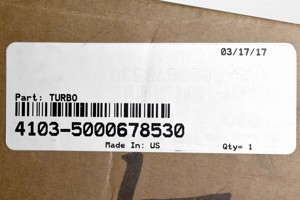 03/17/17
Part: TURBO
4103-5000678530
Made In: US
Qty= 1